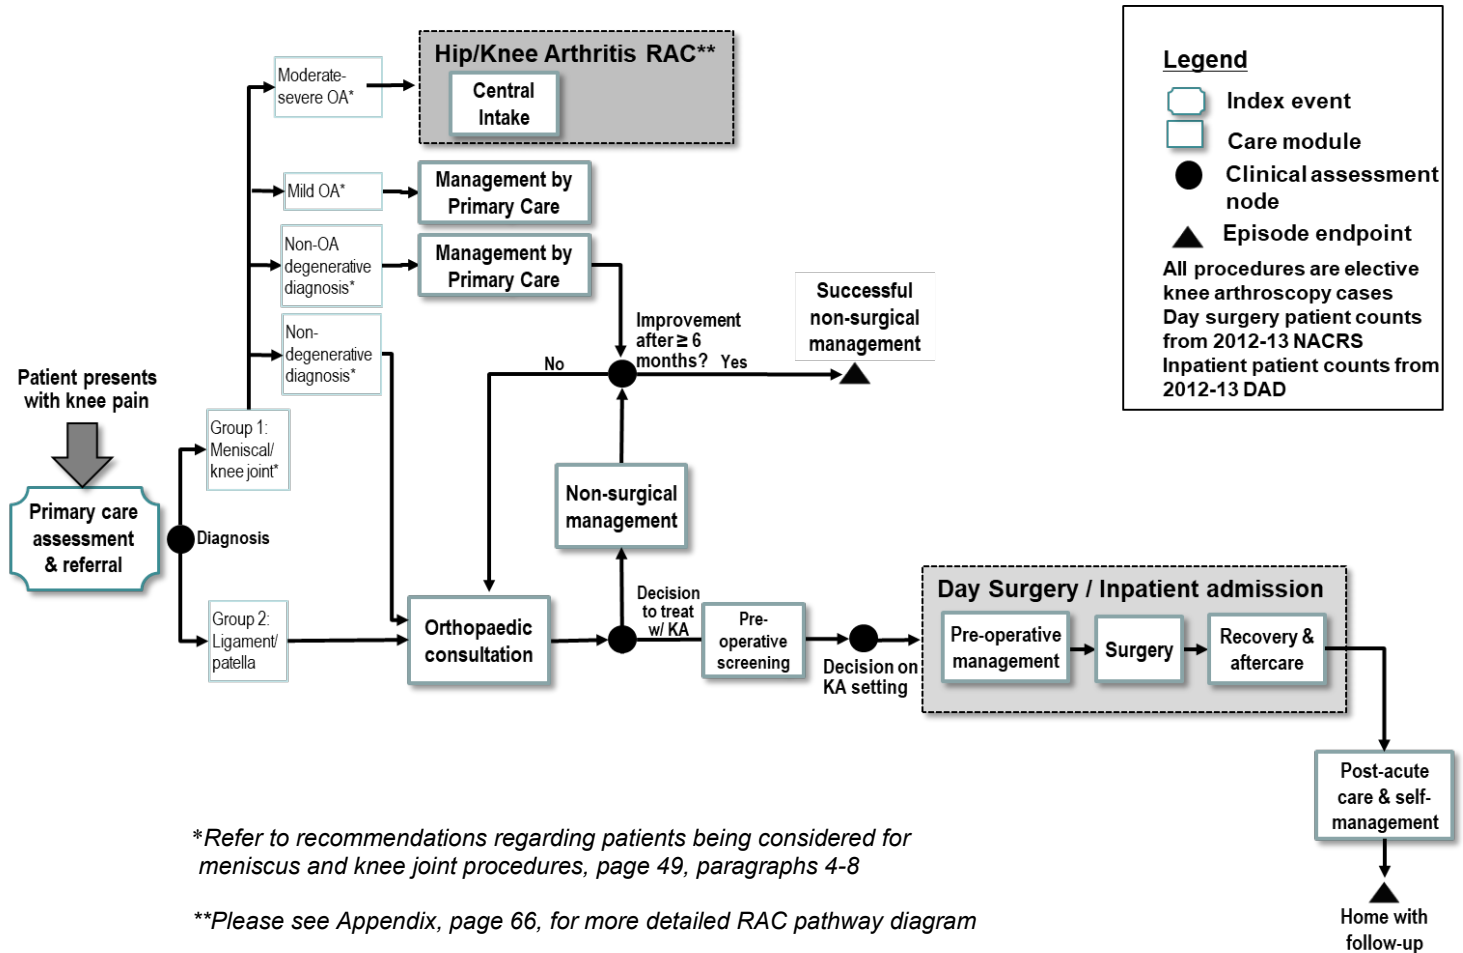 Patient presents
with knee pain
Primary care
assessment
& referral
Diagnosis
Group 1:
Meniscal/
knee joint*
Group 2:
Ligament/
patella
Moderate-
severe OA*
Mild OA*
Non-OA
degenerative
diagnosis*
Non-
degenerative
diagnosis*
Hip/Knee Arthritis RAC**
Central
Intake
Management by
Primary Care
Management by
Primary Care
Improvement
after ≥ 6
months?
No
Yes
Successful
non-surgical
management
Non-surgical
management
Orthopaedic
consultation
Decision
to treat
w/ KA
Pre-
operative
screening
Decision on
KA setting
Day Surgery / Inpatient admission
Pre-operative
management
Surgery
Recovery &
aftercare
Post-acute
care & self-
management
Home with
follow-up
Legend
Index event
Care module
Clinical assessment
node
Episode endpoint
All procedures are elective
knee arthroscopy cases
Day surgery patient counts
from 2012-13 NACRS
Inpatient patient counts from
2012-13 DAD
*Refer to recommendations regarding patients being considered for
meniscus and knee joint procedures, page 49, paragraphs 4-8
**Please see Appendix, page 66, for more detailed RAC pathway diagram